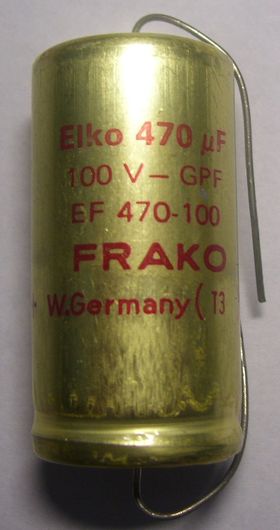 Elko 470 µF
100 V – GPF
EF 470-100
FRAKO
W.Germany ( T3